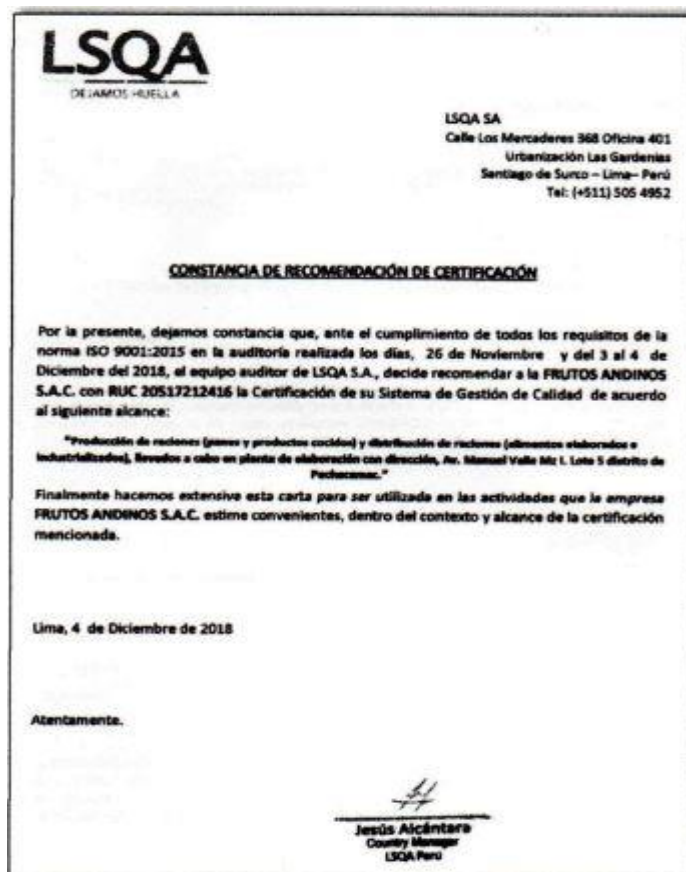 LSQA
DEJAMOS HUELLA
LSQA SA
Calle Los Mercaderes 368 Oficina 401
Urbanización Las Gardenias
Santiago de Surco – Lima– Perú
Tel: (+511) 505 4952
CONSTANCIA DE RECOMENDACIÓN DE CERTIFICACIÓN
Por la presente, dejamos constancia que, ante el cumplimiento de todos los requisitos de la
norma ISO 9001:2015 en la auditoría realizada los días, 26 de Noviembre y del 3 al 4 de
Diciembre del 2018, el equipo auditor de LSQA S.A., decide recomendar a la FRUTOS ANDINOS
S.A.C. con RUC 20517212416 la Certificación de su Sistema de Gestión de Calidad de acuerdo
al siguiente alcance:
"Producción de raciones (panes y productos cocidos) y distribución de raciones (alimentos elaborados e
industrializados), llevados a cabo en planta de elaboración con dirección, Av. Manuel Valle Mz I. Lote 5 distrito de
Pachacamac."
Finalmente hacemos extensiva esta carta para ser utilizada en las actividades que la empresa
FRUTOS ANDINOS S.A.C. estime convenientes, dentro del contexto y alcance de la certificación
mencionada.
Lima, 4 de Diciembre de 2018
Atentamente.
Jesús Alcántara
Country Manager
LSQA Perú